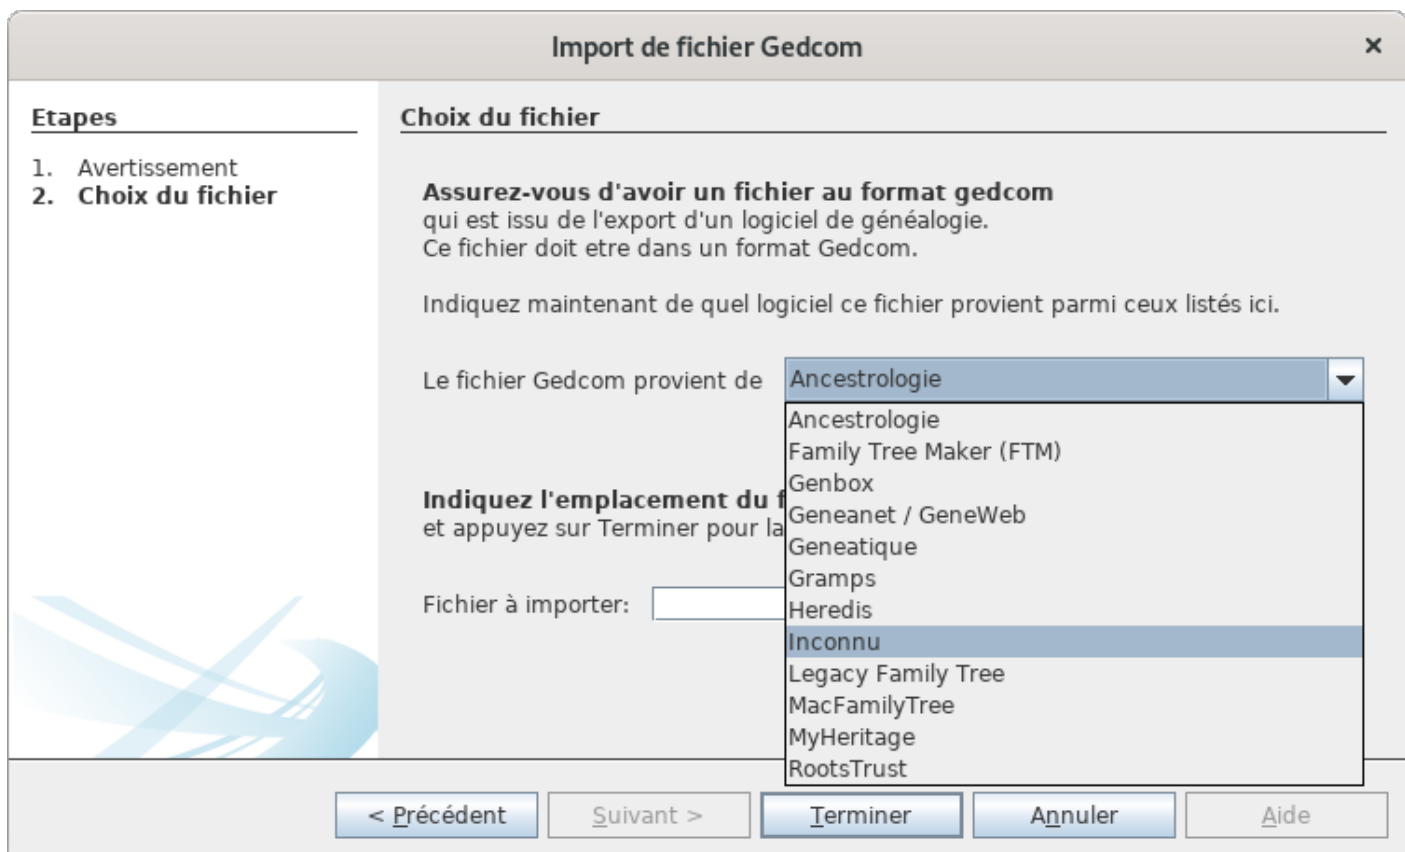 Import de fichier Gedcom
×
Etapes
1. Avertissement
2. Choix du fichier
Choix du fichier
Assurez-vous d'avoir un fichier au format gedcom
qui est issu de l'export d'un logiciel de généalogie.
Ce fichier doit etre dans un format Gedcom.
Indiquez maintenant de quel logiciel ce fichier provient parmi ceux listés ici.
Le fichier Gedcom provient de Ancestrologie
Ancestrologie
Family Tree Maker (FTM)
Genbox
Geneanet / GeneWeb
Geneatique
Gramps
Heredis
Inconnu
Legacy Family Tree
MacFamilyTree
MyHeritage
RootsTrust
Indiquez l'emplacement du
et appuyez sur Terminer pour la
Fichier à importer:
< Précédent Suivant > Terminer Annuler Aide